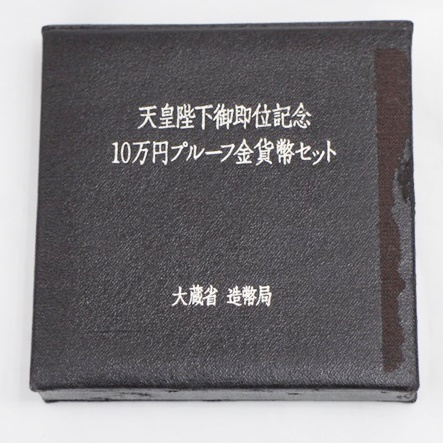 天皇陛下御即位記念
10万円プルーフ金貨幣セット
大蔵省 造幣局